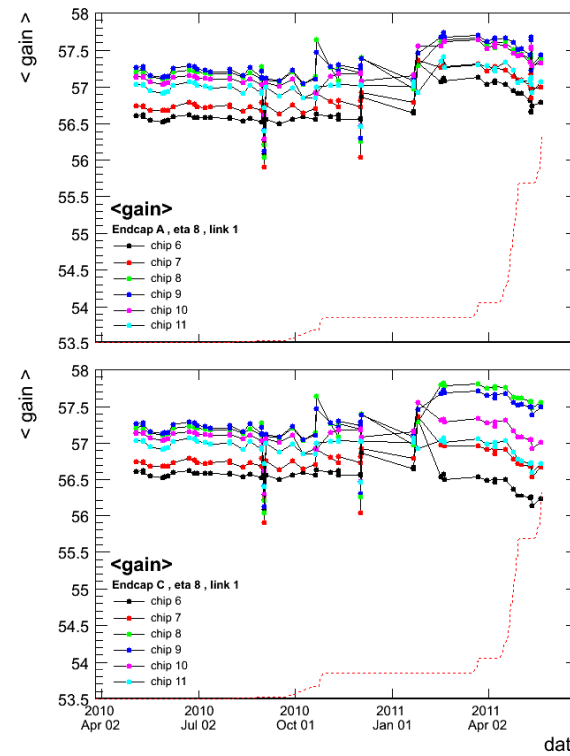 58
57.5
57
56.5
56
55.5
55
54.5
54
53.5
< gain >
<gain>
Endcap A , eta 8 , link 1
chip 6
chip 7
chip 8
chip 9
chip 10
chip 11
58
57.5
57
56.5
56
55.5
55
54.5
54
53.5
< gain >
<gain>
Endcap C , eta 8 , link 1
chip 6
chip 7
chip 8
chip 9
chip 10
chip 11
2010 2010 2010 2011 2011
Apr 02 Jul 02 Oct 01 Jan 01 Apr 02
dat